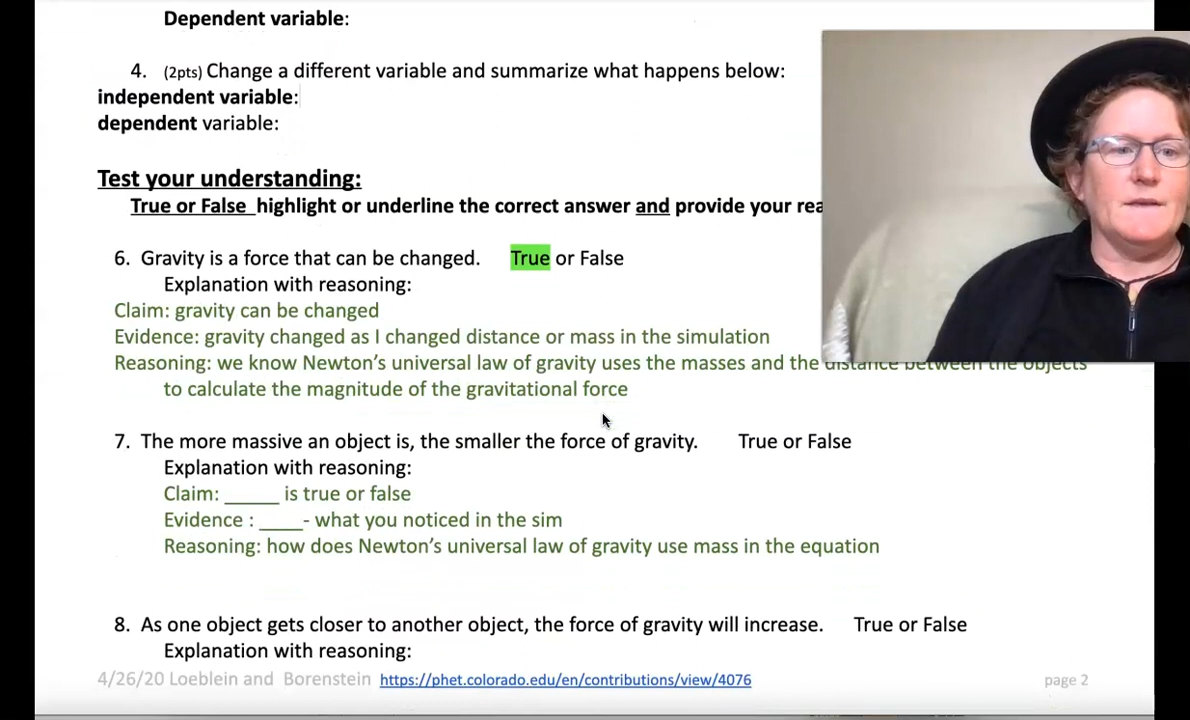 Dependent variable:
4. (2pts) Change a different variable and summarize what happens below:
independent variable:
dependent variable:
Test your understanding:
True or False highlight or underline the correct answer and provide your
6. Gravity is a force that can be changed. True or False
Explanation with reasoning:
Claim: gravity can be changed
Evidence: gravity changed as I changed distance or mass in the simulation
Reasoning: we know Newton's universal law of gravity uses the masses and the distance between the objects
to calculate the magnitude of the gravitational force
7. The more massive an object is, the smaller the force of gravity. True or False
Explanation with reasoning:
Claim: _____ is true or false
Evidence : ____- what you noticed in the sim
Reasoning: how does Newton's universal law of gravity use mass in the equation
8. As one object gets closer to another object, the force of gravity will increase. True or False
Explanation with reasoning:
4/26/20 Loeblein and Borenstein https://phet.colorado.edu/en/contributions/view/4076 page 2